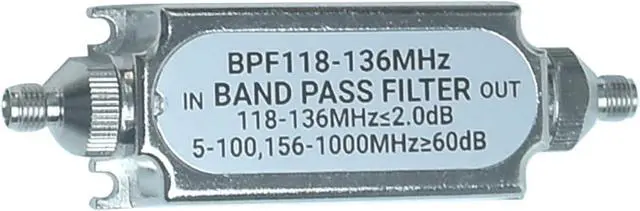 BPF118-136MHz
IN BAND PASS FILTER OUT
118-136MHz≤2.0dB
5-100,156-1000MHz≥60dB